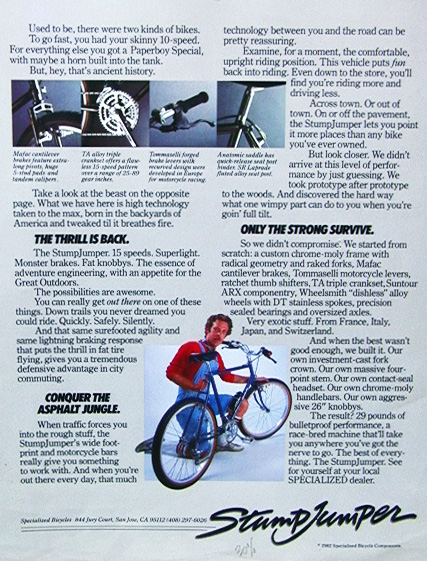 Used to be, there were two kinds of bikes.
To go fast, you had your skinny 10-speed.
For everything else you got a Paperboy Special,
with maybe a horn built into the tank.
But, hey, that's ancient history.
Mafac cantilever
brakes feature extra-
long pivots, huge
5-stud pads and
tandem calipers.
TA alloy triple
crankset offers a flaw-
less 15-speed pattern
over a range of 25-89
gear inches.
Tommaselli forged
brake levers with
reversed design were
developed in Europe
for motorcycle racing.
Anatomic saddle has
quick-release seat post
binder. SR Laprade
fluted alloy seat post.
Take a look at the beast on the opposite
page. What we have here is high technology
taken to the max, born in the backyards of
America and tweaked til it breathes fire.
THE THRILL IS BACK.
The StumpJumper. 15 speeds. Superlight.
Monster brakes. Fat knobbys. The essence of
adventure engineering, with an appetite for the
Great Outdoors.
The possibilities are awesome.
You can really get out there on one of these
things. Down trails you never dreamed you
could ride. Quickly. Safely. Silently.
And that same surefooted agility and
same lightning braking response
that puts the thrill in fat tire
flying, gives you a tremendous
defensive advantage in city
commuting.
CONQUER THE
ASPHALT JUNGLE.
When traffic forces you
into the rough stuff, the
StumpJumper's wide foot-
print and motorcycle bars
really give you something
to work with. And when you're
out there every day, that much
technology between you and the road can be
pretty reassuring.
Examine, for a moment, the comfortable,
upright riding position. This vehicle puts fun
back into riding. Even down to the store, you'll
find you're riding more and
driving less.
Across town. Or out of
town. On or off the pavement,
the StumpJumper lets you point
it more places than any bike
you've ever owned.
But look closer. We didn't
arrive at this level of perfor-
mance by just guessing. We
took prototype after prototype
to the woods. And discovered the hard way
what one wimpy part can do to you when you're
goin' full tilt.
ONLY THE STRONG SURVIVE.
So we didn't compromise. We started from
scratch: a custom chrome-moly frame with
radical geometry and raked forks, Mafac
cantilever brakes, Tommaselli motorcycle levers,
ratchet thumb shifters, TA triple crankset, Suntour
ARX componentry, Wheelsmith "dishless" alloy
wheels with DT stainless spokes, precision
sealed bearings and oversized axles.
Very exotic stuff. From France, Italy,
Japan, and Switzerland.
And when the best wasn't
good enough, we built it. Our
own investment-cast fork
crown. Our own massive four-
point stem. Our own contact-seal
headset. Our own chrome-moly
handlebars. Our own aggres-
sive 26" knobbys.
The result? 29 pounds of
bulletproof performance, a
race-bred machine that'll take
you anywhere you've got the
nerve to go. The best of every-
thing. The StumpJumper. See
for yourself at your local
SPECIALIZED dealer.
Specialized Bicycles 844 Jury Court, San Jose, CA 95112 (408) 297-6026
StumpJumper
© 1982 Specialized Bicycle Components.